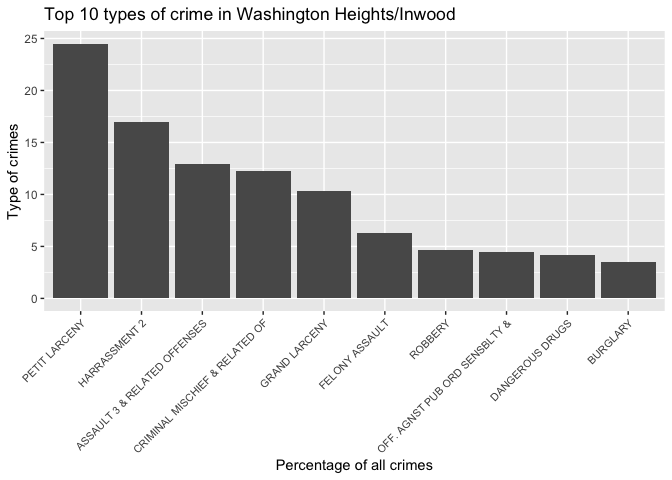 Top 10 types of crime in Washington Heights/Inwood
25
20
15
10
5
0
Type of crimes
PETIT LARCENY
HARRASSMENT 2
ASSAULT 3 & RELATED OFFENSES
CRIMINAL MISCHIEF & RELATED OF
GRAND LARCENY
FELONY ASSAULT
ROBBERY
OFF. AGNST PUB ORD SENSBLTY &
DANGEROUS DRUGS
BURGLARY
Percentage of all crimes